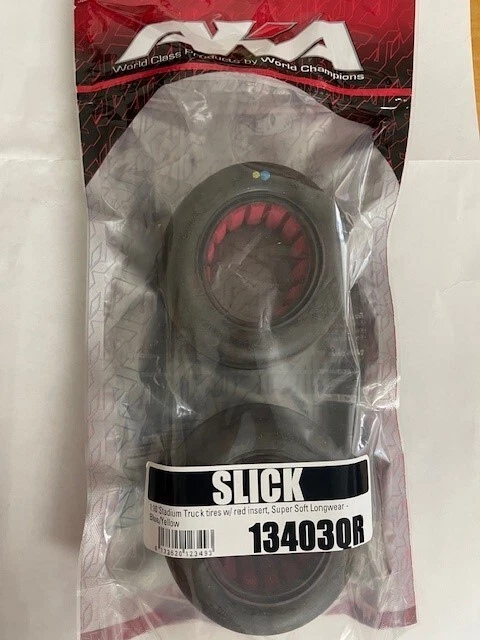 AKA
World Class Products by World Champions
SLICK
1:10 Stadium Truck tires w/ red insert, Super Soft Longwear -
Blue/Yellow
13403QR